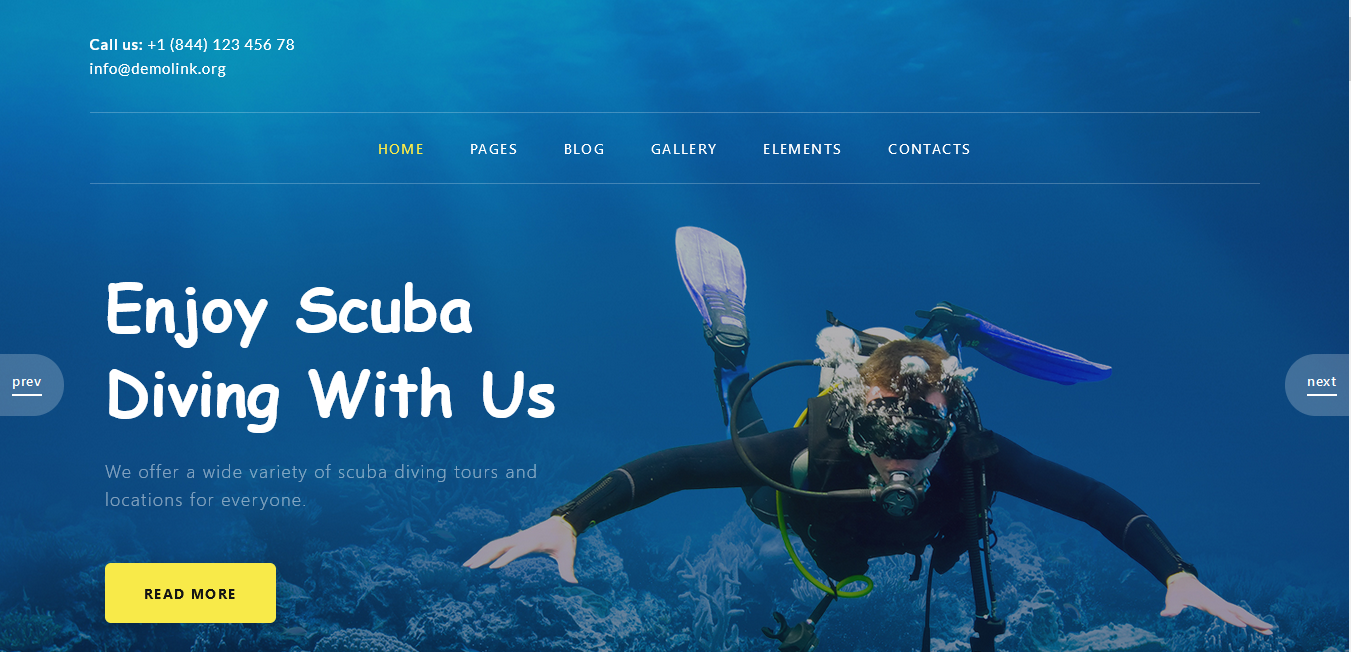 Call us: +1 (844) 123 456 78
info@demolink.org
HOME PAGES BLOG GALLERY ELEMENTS CONTACTS
Enjoy Scuba
Diving With Us
prev
next
We offer a wide variety of scuba diving tours and
locations for everyone.
READ MORE